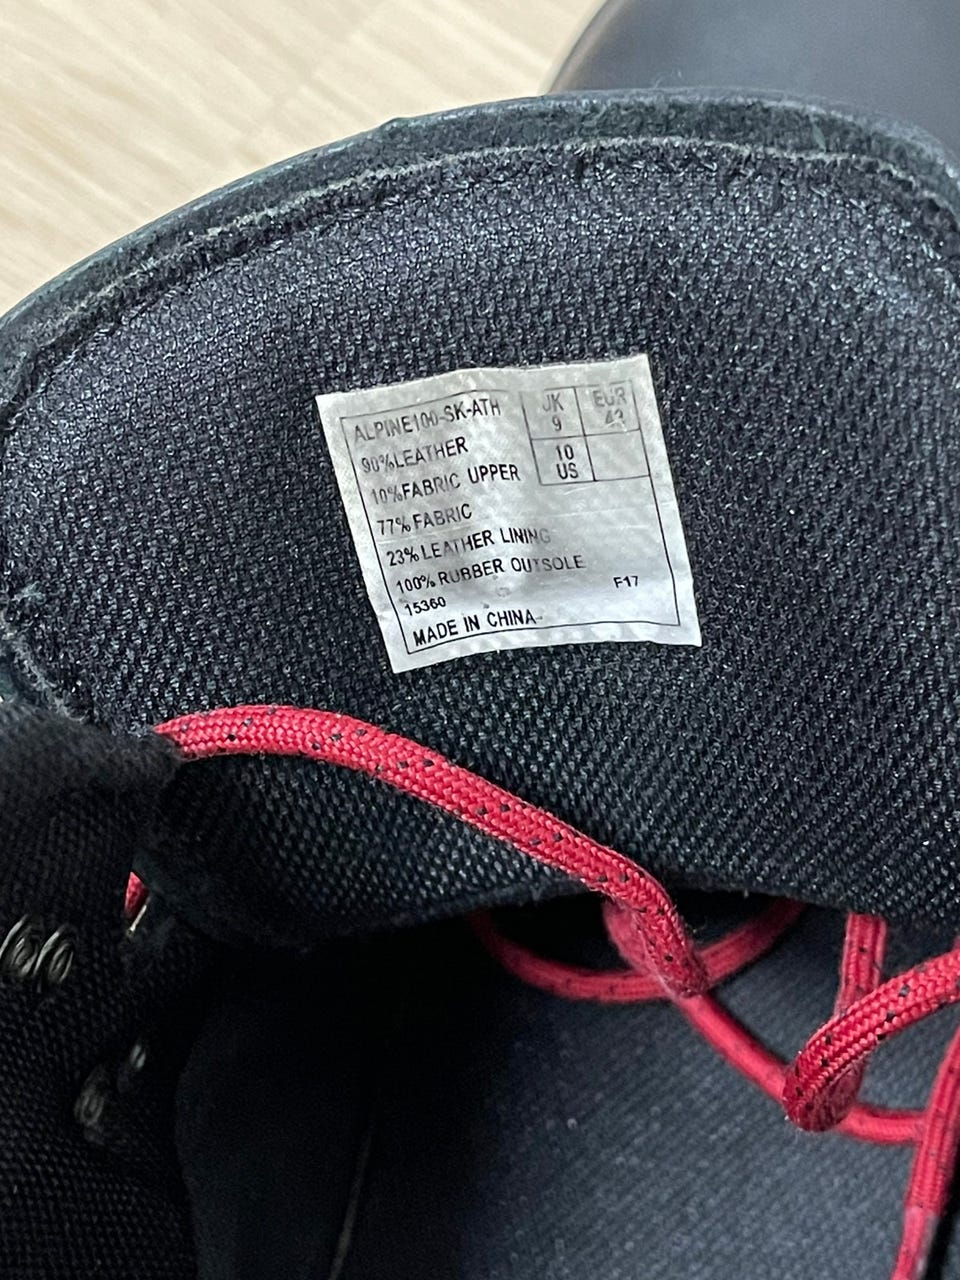 ALPINE100-SK-ATH
JK EUR
9 43
90%LEATHER
10 US
10%FABRIC UPPER
77% FABRIC
23% LEATHER LINING
100% RUBBER OUTSOLE
15360 F17
MADE IN CHINA